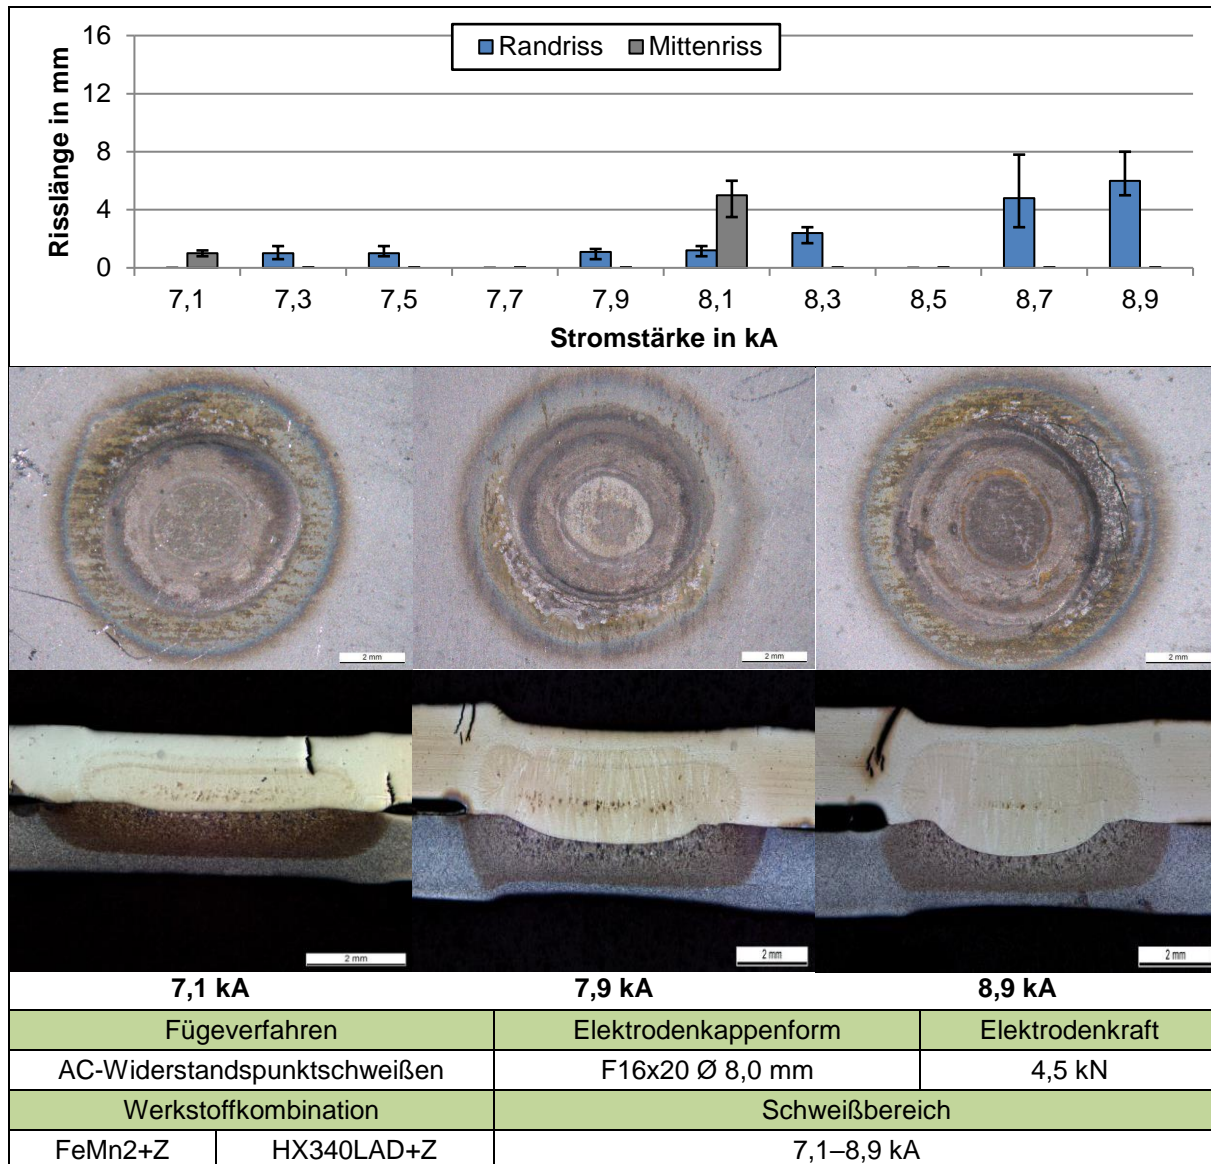 16
12
8
4
0
Risslänge in mm
Randriss Mittenriss
7,1 7,3 7,5 7,7 7,9 8,1 8,3 8,5 8,7 8,9
Stromstärke in kA
2 mm 2 mm 2 mm
2 mm 2 mm 2 mm
7,1 kA 7,9 kA 8,9 kA
Fügeverfahren Elektrodenkappenform Elektrodenkraft
AC-Widerstandspunktschweißen F16x20 Ø 8,0 mm 4,5 kN
Werkstoffkombination Schweißbereich
FeMn2+Z HX340LAD+Z 7,1–8,9 kA